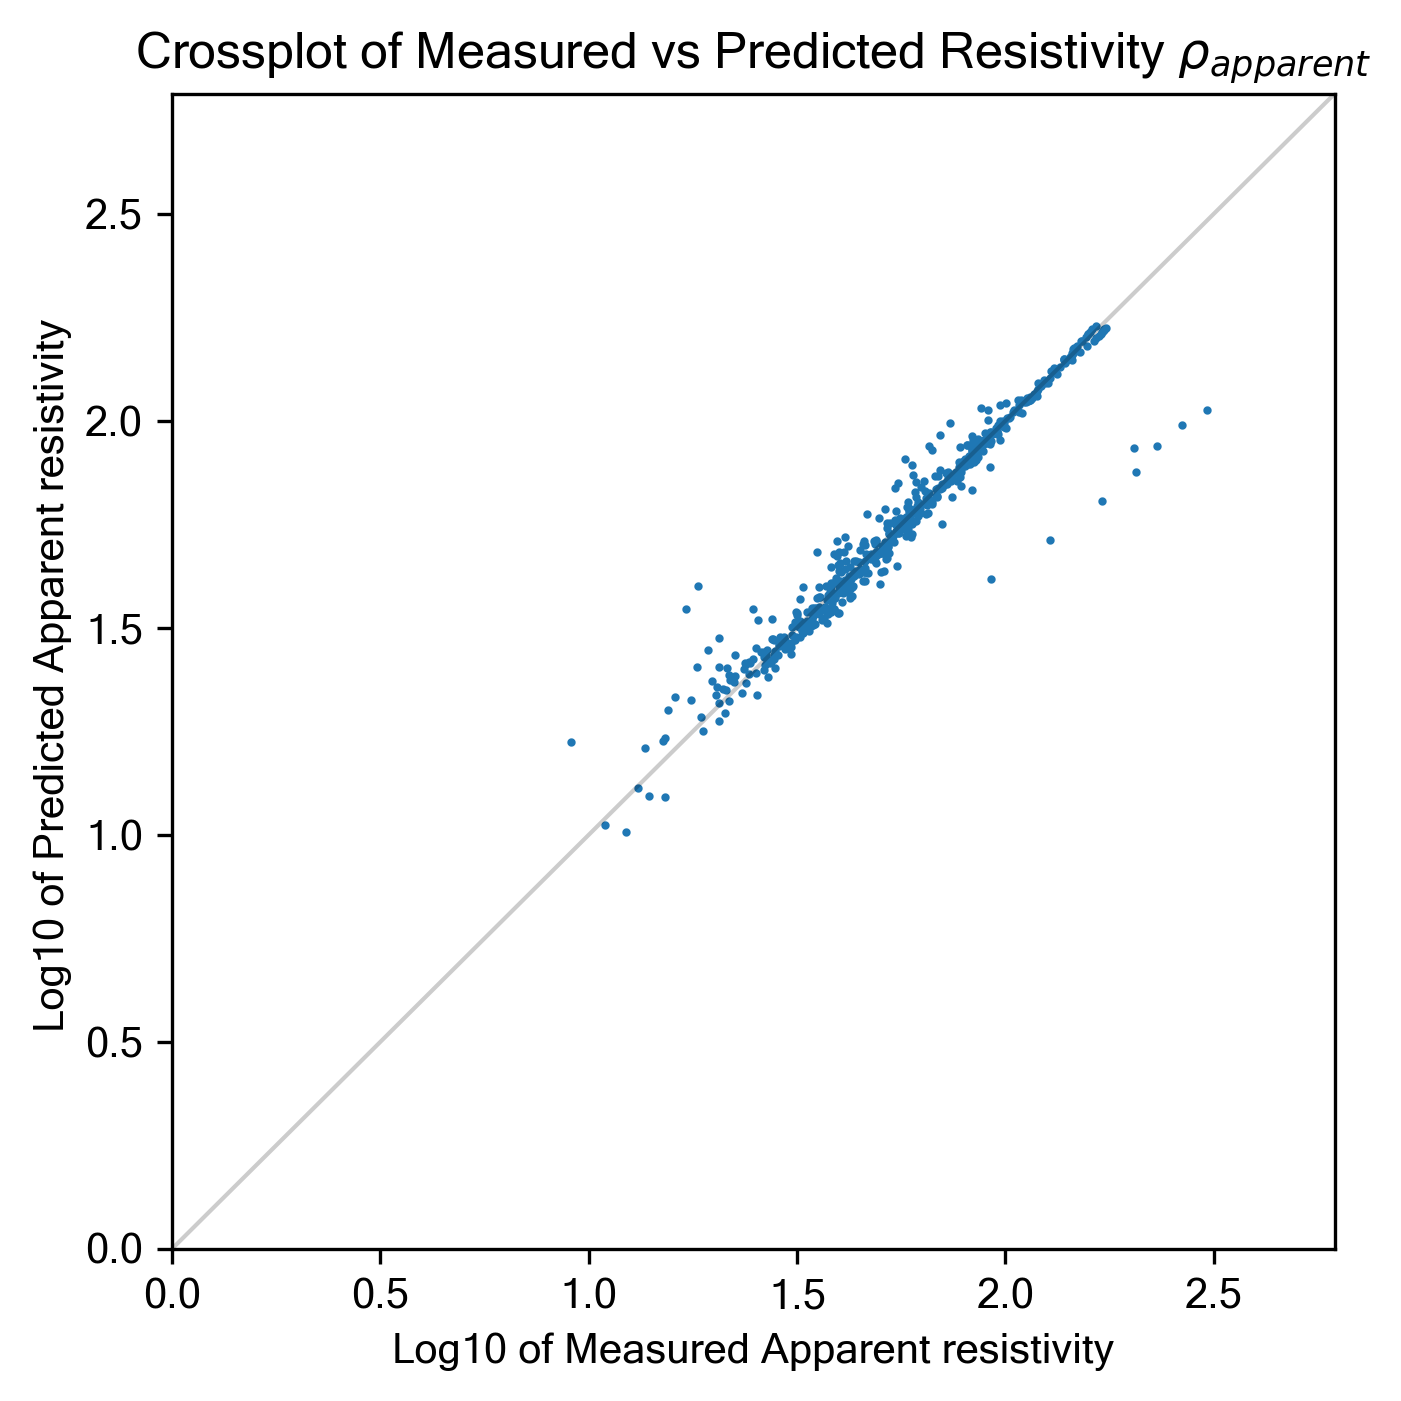 Crossplot of Measured vs Predicted Resistivity ρapparent
2.5
2.0
1.5
1.0
0.5
0.0
Log10 of Predicted Apparent resistivity
0.0 0.5 1.0 1.5 2.0 2.5
Log10 of Measured Apparent resistivity